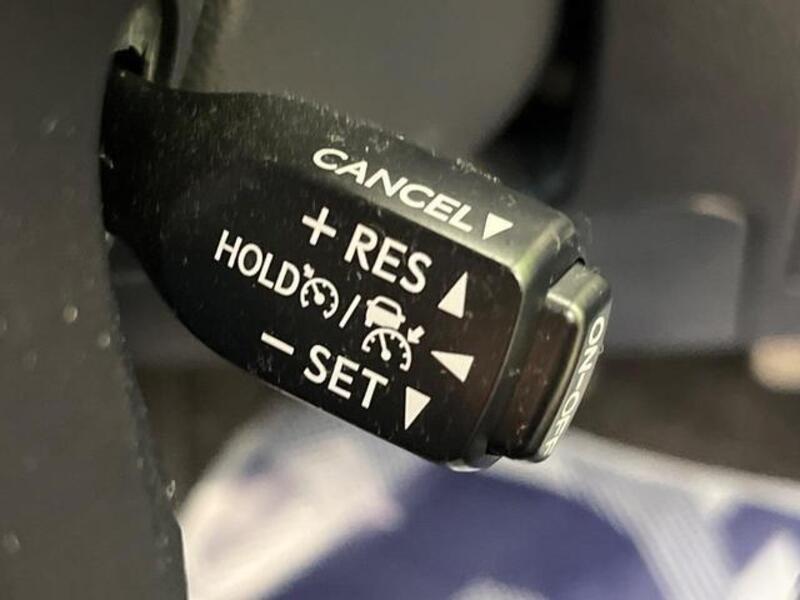 CANCEL▼
+ RES ▲
HOLD / ◀
− SET ▼
ON-OFF